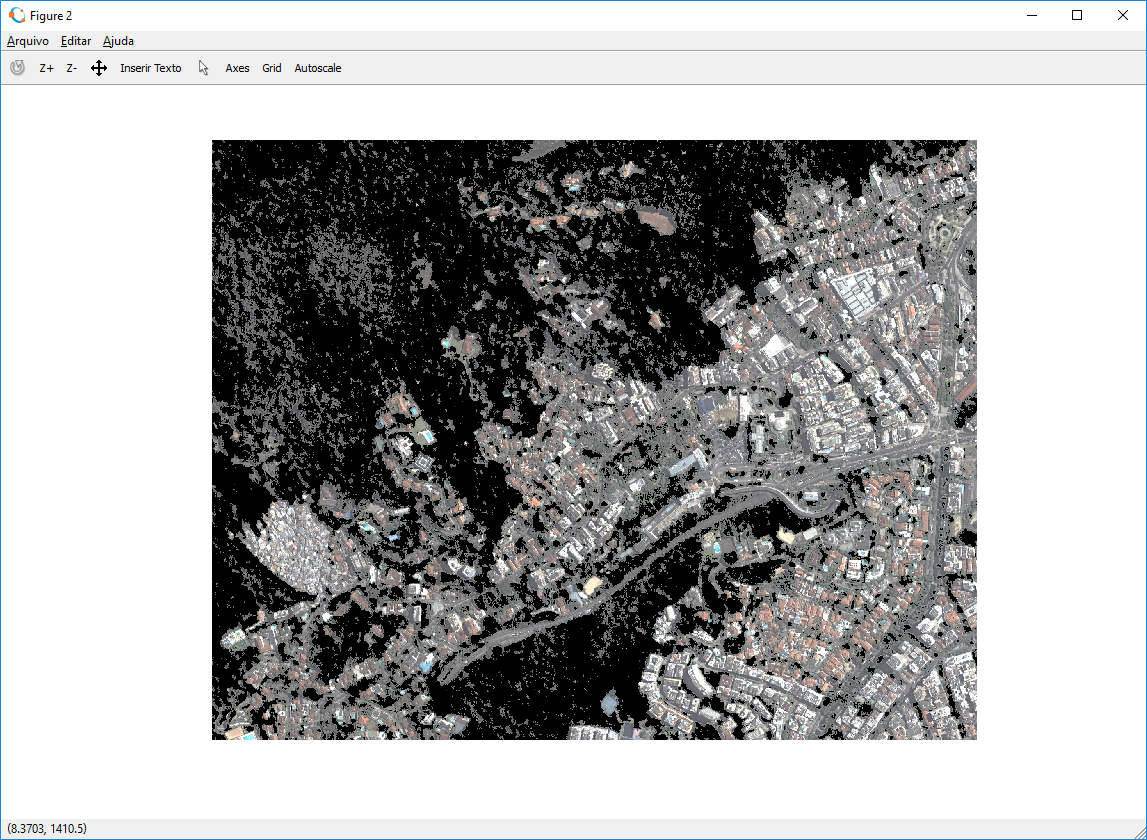 Figure 2
Arquivo Editar Ajuda
Z+ Z- Inserir Texto Axes Grid Autoscale
(8.3703, 1410.5)